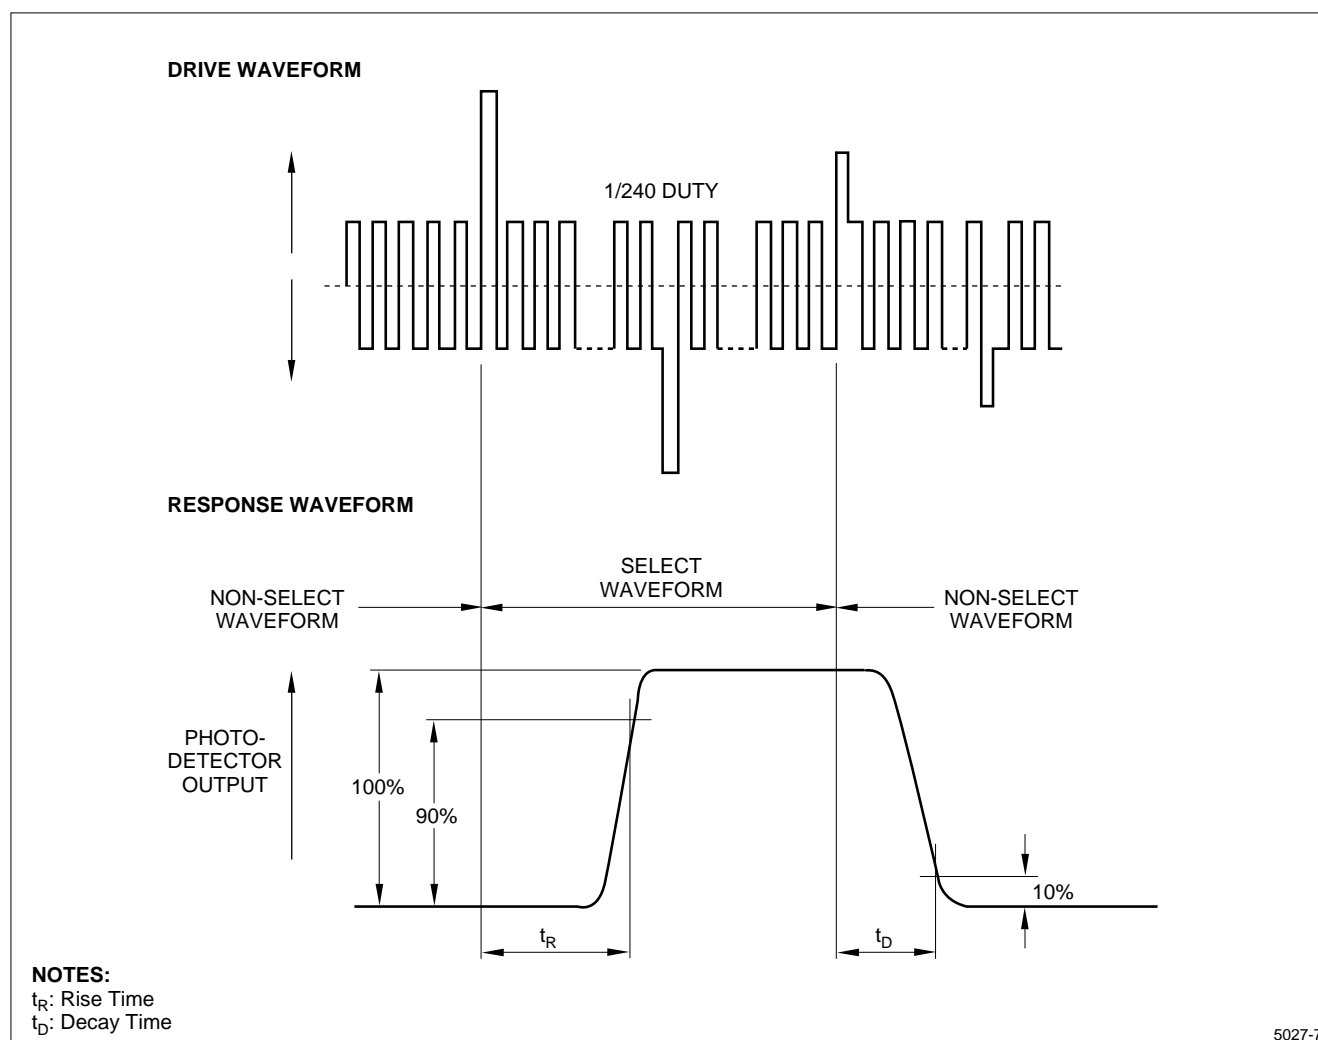 DRIVE WAVEFORM
1/240 DUTY
RESPONSE WAVEFORM
NON-SELECT
WAVEFORM
SELECT
WAVEFORM
NON-SELECT
WAVEFORM
PHOTO-
DETECTOR
OUTPUT
100%
90%
10%
tR
tD
NOTES:
tR: Rise Time
tD: Decay Time
5027-7